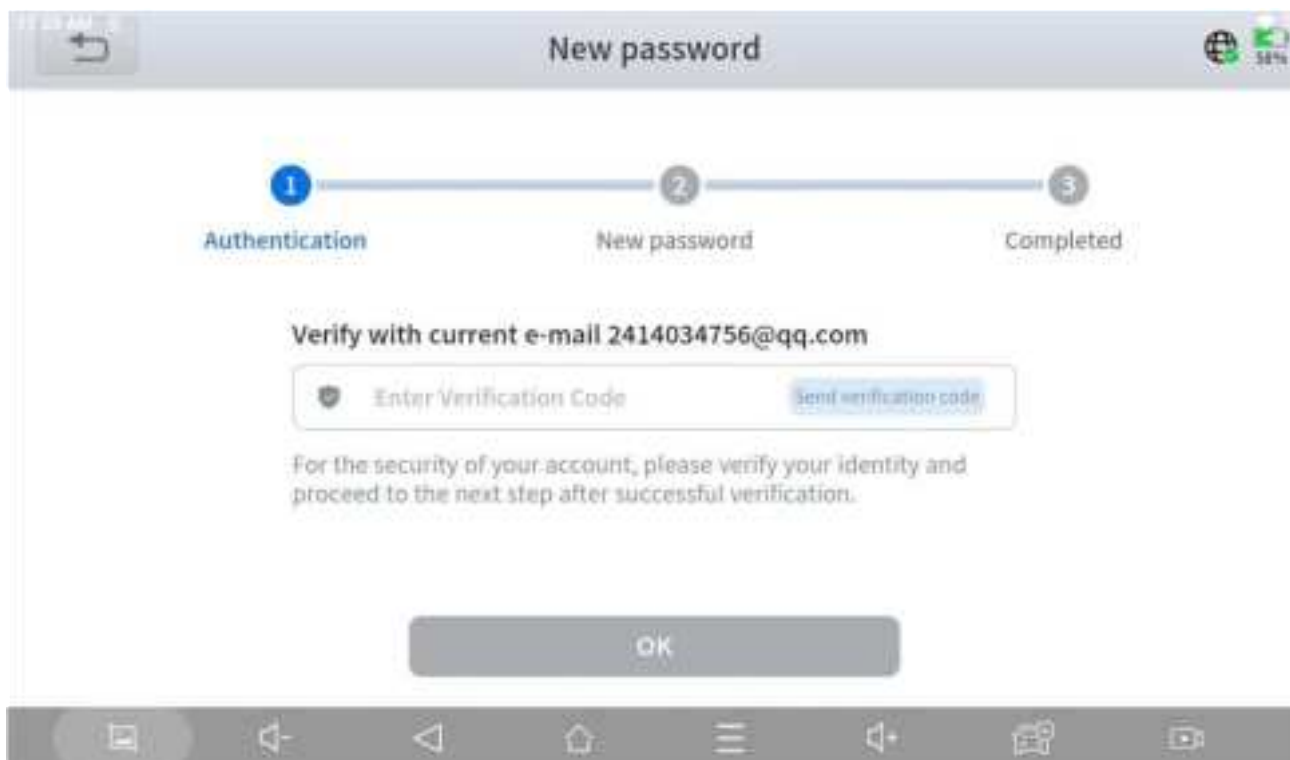 New password
58%
1
2
3
Authentication
New password
Completed
Verify with current e-mail 2414034756@qq.com
Enter Verification Code
Send verification code
For the security of your account, please verify your identity and
proceed to the next step after successful verification.
OK